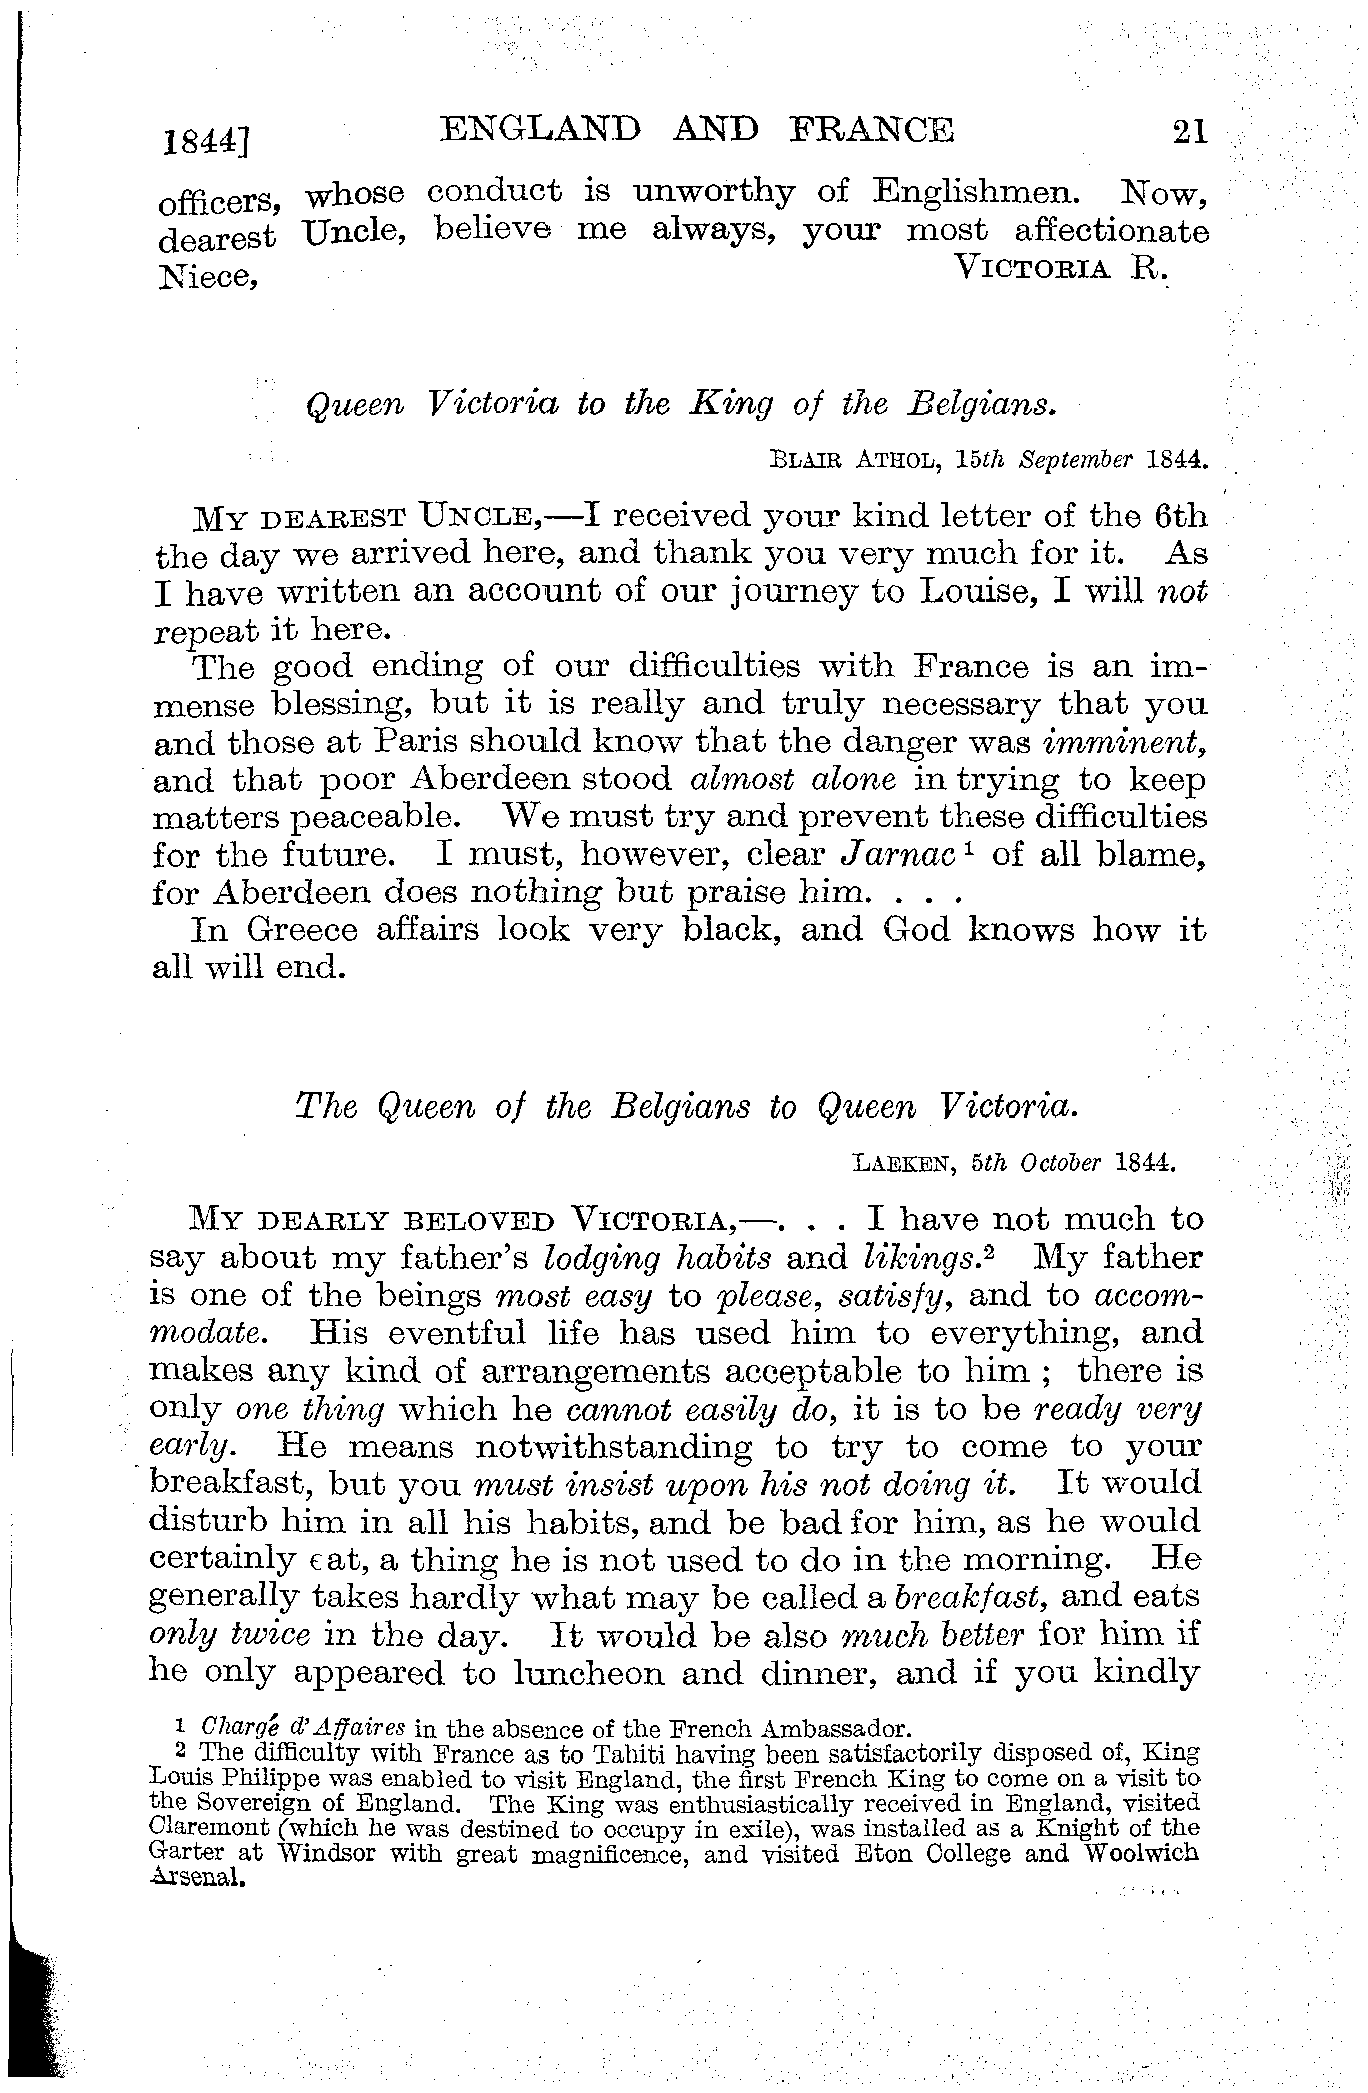 1844] ENGLAND AND FRANCE 21
officers, whose conduct is unworthy of Englishmen. Now,
dearest Uncle, believe me always, your most affectionate
Niece, VICTORIA R.
Queen Victoria to the King of the Belgians.
BLAIR ATHOL, 15th September 1844.
MY DEAREST UNCLE,—I received your kind letter of the 6th
the day we arrived here, and thank you very much for it. As
I have written an account of our journey to Louise, I will not
repeat it here.
The good ending of our difficulties with France is an im-
mense blessing, but it is really and truly necessary that you
and those at Paris should know that the danger was imminent,
and that poor Aberdeen stood almost alone in trying to keep
matters peaceable. We must try and prevent these difficulties
for the future. I must, however, clear Jarnac1 of all blame,
for Aberdeen does nothing but praise him. . . .
In Greece affairs look very black, and God knows how it
all will end.
The Queen of the Belgians to Queen Victoria.
LAEKEN, 5th October 1844.
MY DEARLY BELOVED VICTORIA,—. . . I have not much to
say about my father's lodging habits and likings.2 My father
is one of the beings most easy to please, satisfy, and to accom-
modate. His eventful life has used him to everything, and
makes any kind of arrangements acceptable to him ; there is
only one thing which he cannot easily do, it is to be ready very
early. He means notwithstanding to try to come to your
breakfast, but you must insist upon his not doing it. It would
disturb him in all his habits, and be bad for him, as he would
certainly eat, a thing he is not used to do in the morning. He
generally takes hardly what may be called a breakfast, and eats
only twice in the day. It would be also much better for him if
he only appeared to luncheon and dinner, and if you kindly
1 Chargé d'Affaires in the absence of the French Ambassador.
2 The difficulty with France as to Tahiti having been satisfactorily disposed of, King
Louis Philippe was enabled to visit England, the first French King to come on a visit to
the Sovereign of England. The King was enthusiastically received in England, visited
Claremont (which he was destined to occupy in exile), was installed as a Knight of the
Garter at Windsor with great magnificence, and visited Eton College and Woolwich
Arsenal.